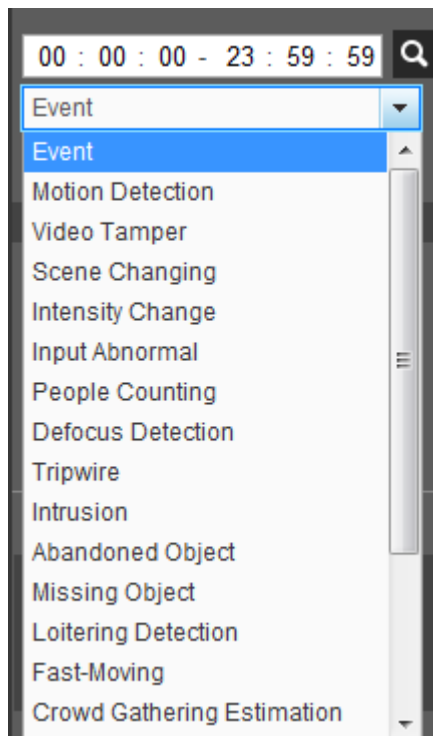 00 : 00 : 00 - 23 : 59 : 59
Event
Event
Motion Detection
Video Tamper
Scene Changing
Intensity Change
Input Abnormal
People Counting
Defocus Detection
Tripwire
Intrusion
Abandoned Object
Missing Object
Loitering Detection
Fast-Moving
Crowd Gathering Estimation